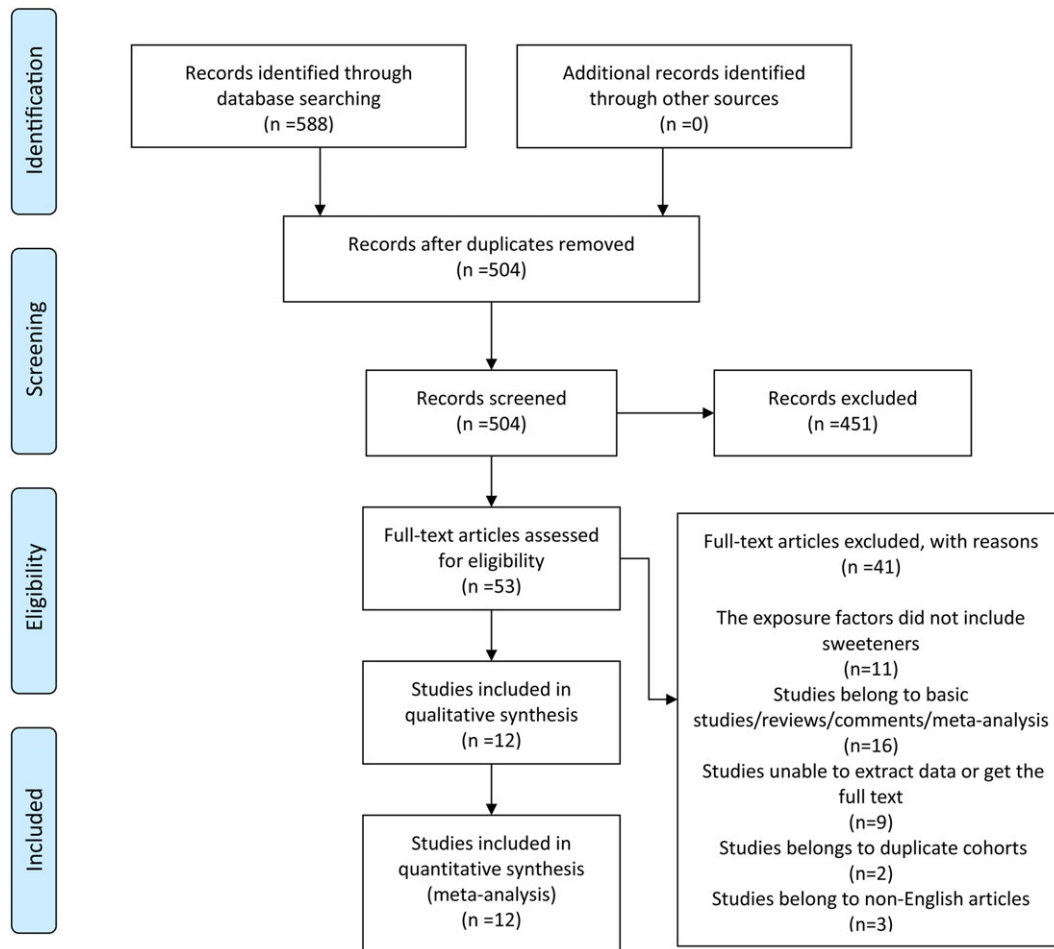 Identification
Records identified through
database searching
(n =588)
Additional records identified
through other sources
(n =0)
Records after duplicates removed
(n =504)
Screening
Records screened
(n =504)
Records excluded
(n =451)
Eligibility
Full-text articles assessed
for eligibility
(n =53)
Full-text articles excluded, with reasons
(n =41)
The exposure factors did not include
sweeteners
(n=11)
Studies belong to basic
studies/reviews/comments/meta-analysis
(n=16)
Studies unable to extract data or get the
full text
(n=9)
Studies belongs to duplicate cohorts
(n=2)
Studies belong to non-English articles
(n=3)
Studies included in
qualitative synthesis
(n =12)
Included
Studies included in
quantitative synthesis
(meta-analysis)
(n =12)